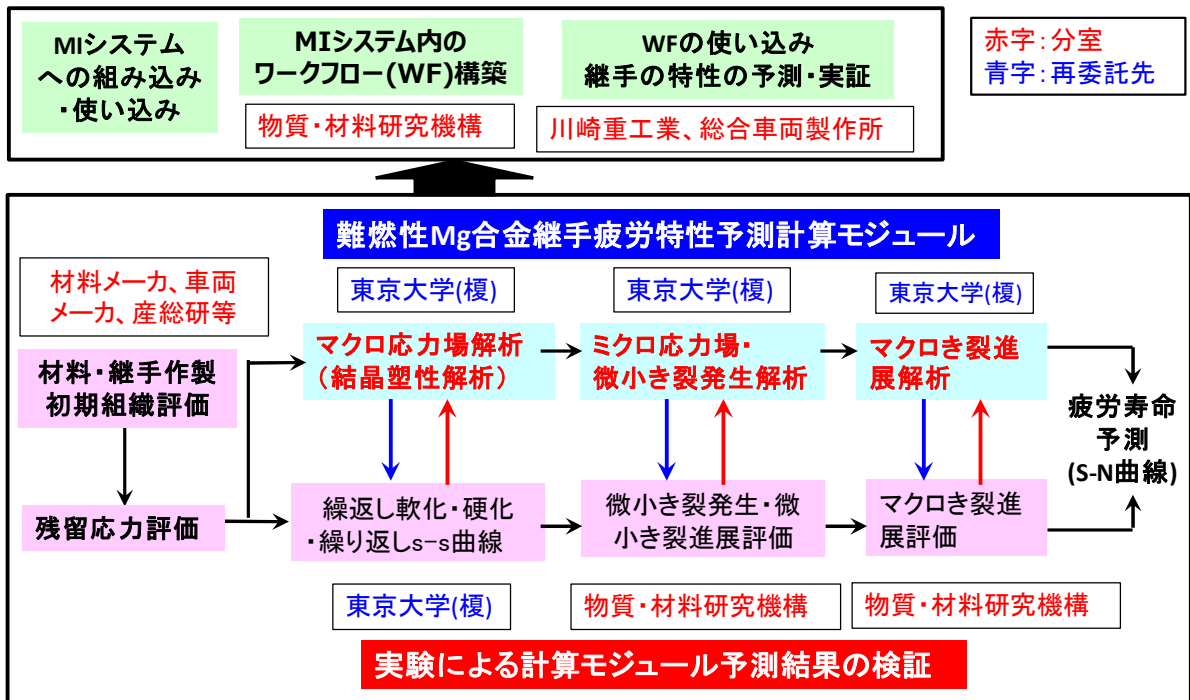 MIシステム
への組み込み
・使い込み
MIシステム内の
ワークフロー(WF)構築
物質・材料研究機構
WFの使い込み
継手の特性の予測・実証
川崎重工業、総合車両製作所
赤字:分室
青字:再委託先
難燃性Mg合金継手疲労特性予測計算モジュール
材料メーカ、車両
メーカ、産総研等
東京大学(榎)
東京大学(榎)
東京大学(榎)
材料・継手作製
初期組織評価
マクロ応力場解析
(結晶塑性解析)
ミクロ応力場・
微小き裂発生解析
マクロき裂進
展解析
疲労寿命
予測
(S-N曲線)
残留応力評価
繰返し軟化・硬化
・繰り返しs-s曲線
微小き裂発生・微
小き裂進展評価
マクロき裂進
展評価
東京大学(榎)
物質・材料研究機構
物質・材料研究機構
実験による計算モジュール予測結果の検証